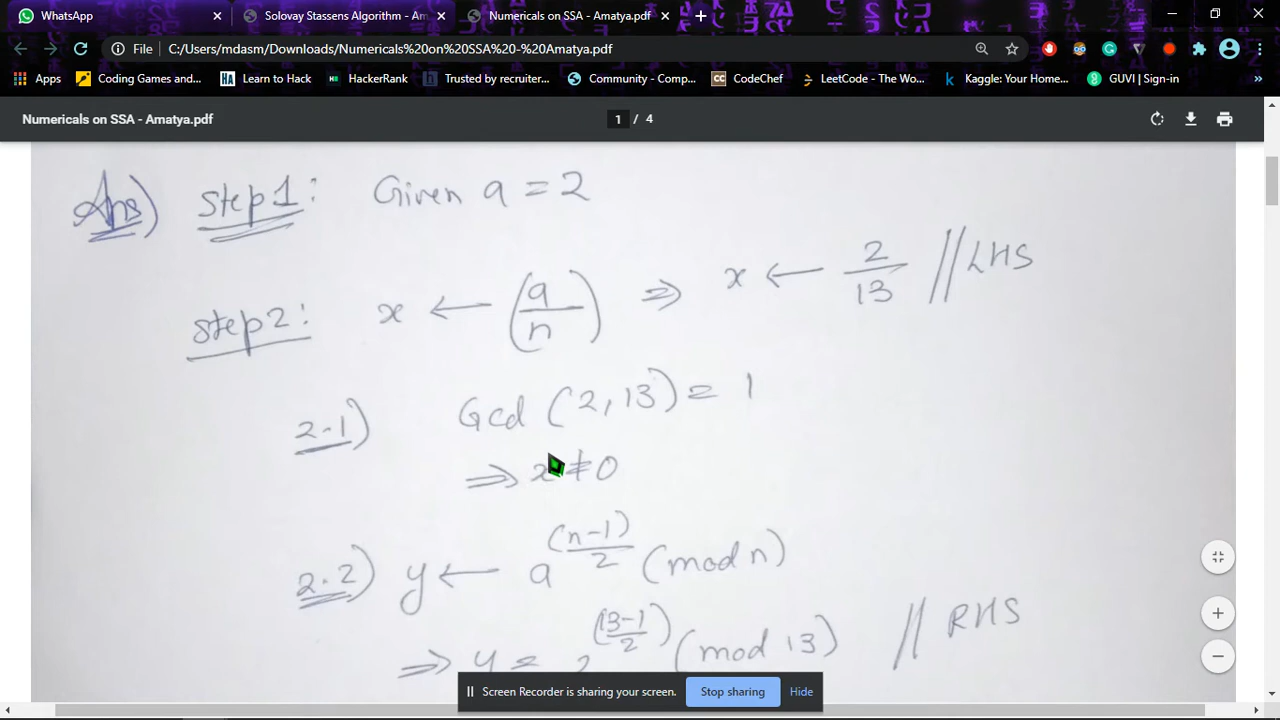 WhatsApp
Solovay Stassens Algorithm - Am
Numericals on SSA - Amatya.pdf
File C:/Users/mdasm/Downloads/Numericals%20on%20SSA%20-%20Amatya.pdf
Apps Coding Games and... Learn to Hack HackerRank Trusted by recruiter... Community - Comp... CodeChef LeetCode - The Wo... Kaggle: Your Home... GUVI | Sign-in
Numericals on SSA - Amatya.pdf 1 / 4
Ans) Step1: Given a = 2
Step2: x ← (a/n) ⇒ x ← 2/13 // LHS
2.1) Gcd (2, 13) = 1
⇒ x ≠ 0
2.2) y ← a^((n-1)/2) (mod n)
⇒ y = 2^((13-1)/2) (mod 13) // RHS
Screen Recorder is sharing your screen. Stop sharing Hide